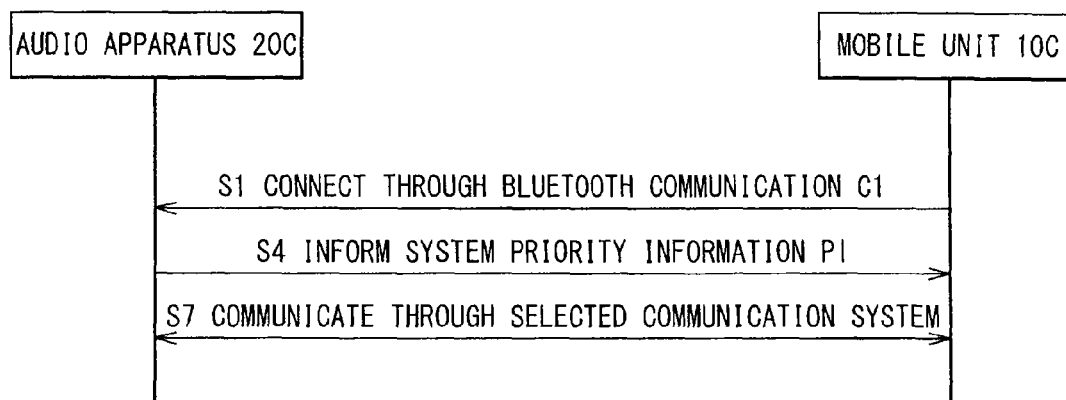 AUDIO APPARATUS 20C
MOBILE UNIT 10C
S1 CONNECT THROUGH BLUETOOTH COMMUNICATION C1
S4 INFORM SYSTEM PRIORITY INFORMATION PI
S7 COMMUNICATE THROUGH SELECTED COMMUNICATION SYSTEM